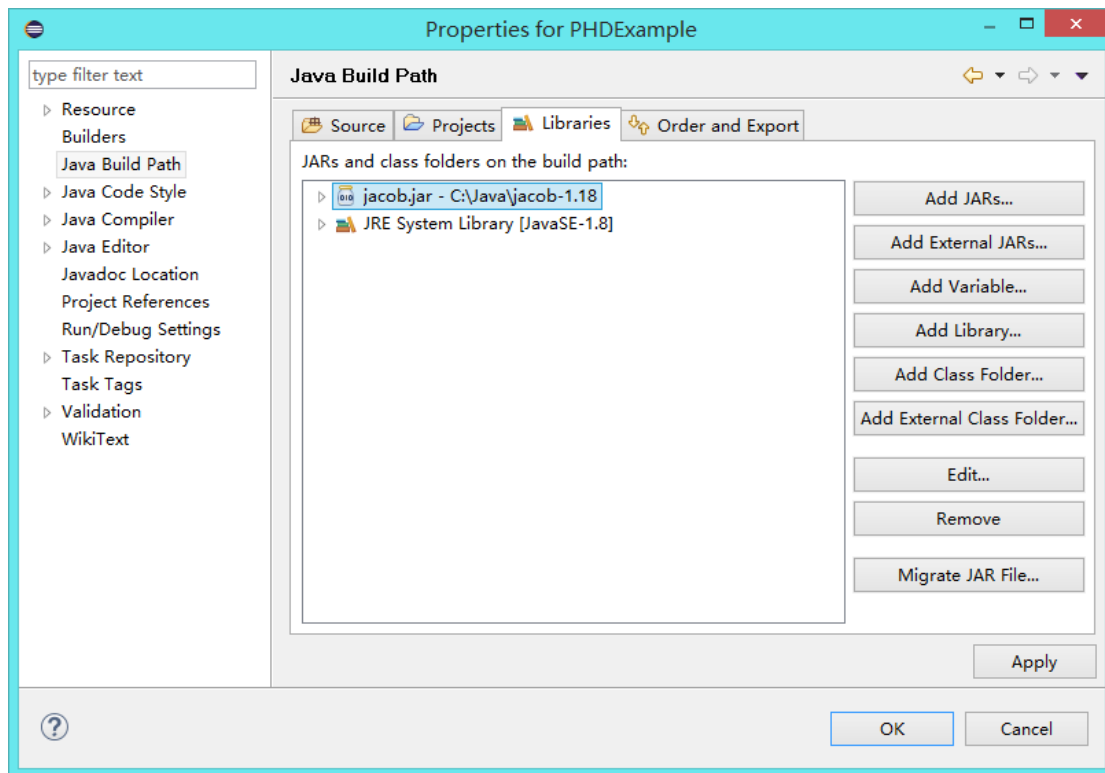 Properties for PHDExample
type filter text
Resource
Builders
Java Build Path
Java Code Style
Java Compiler
Java Editor
Javadoc Location
Project References
Run/Debug Settings
Task Repository
Task Tags
Validation
WikiText
Java Build Path
Source Projects Libraries Order and Export
JARs and class folders on the build path:
jacob.jar - C:\Java\jacob-1.18
JRE System Library [JavaSE-1.8]
Add JARs...
Add External JARs...
Add Variable...
Add Library...
Add Class Folder...
Add External Class Folder...
Edit...
Remove
Migrate JAR File...
Apply
OK Cancel